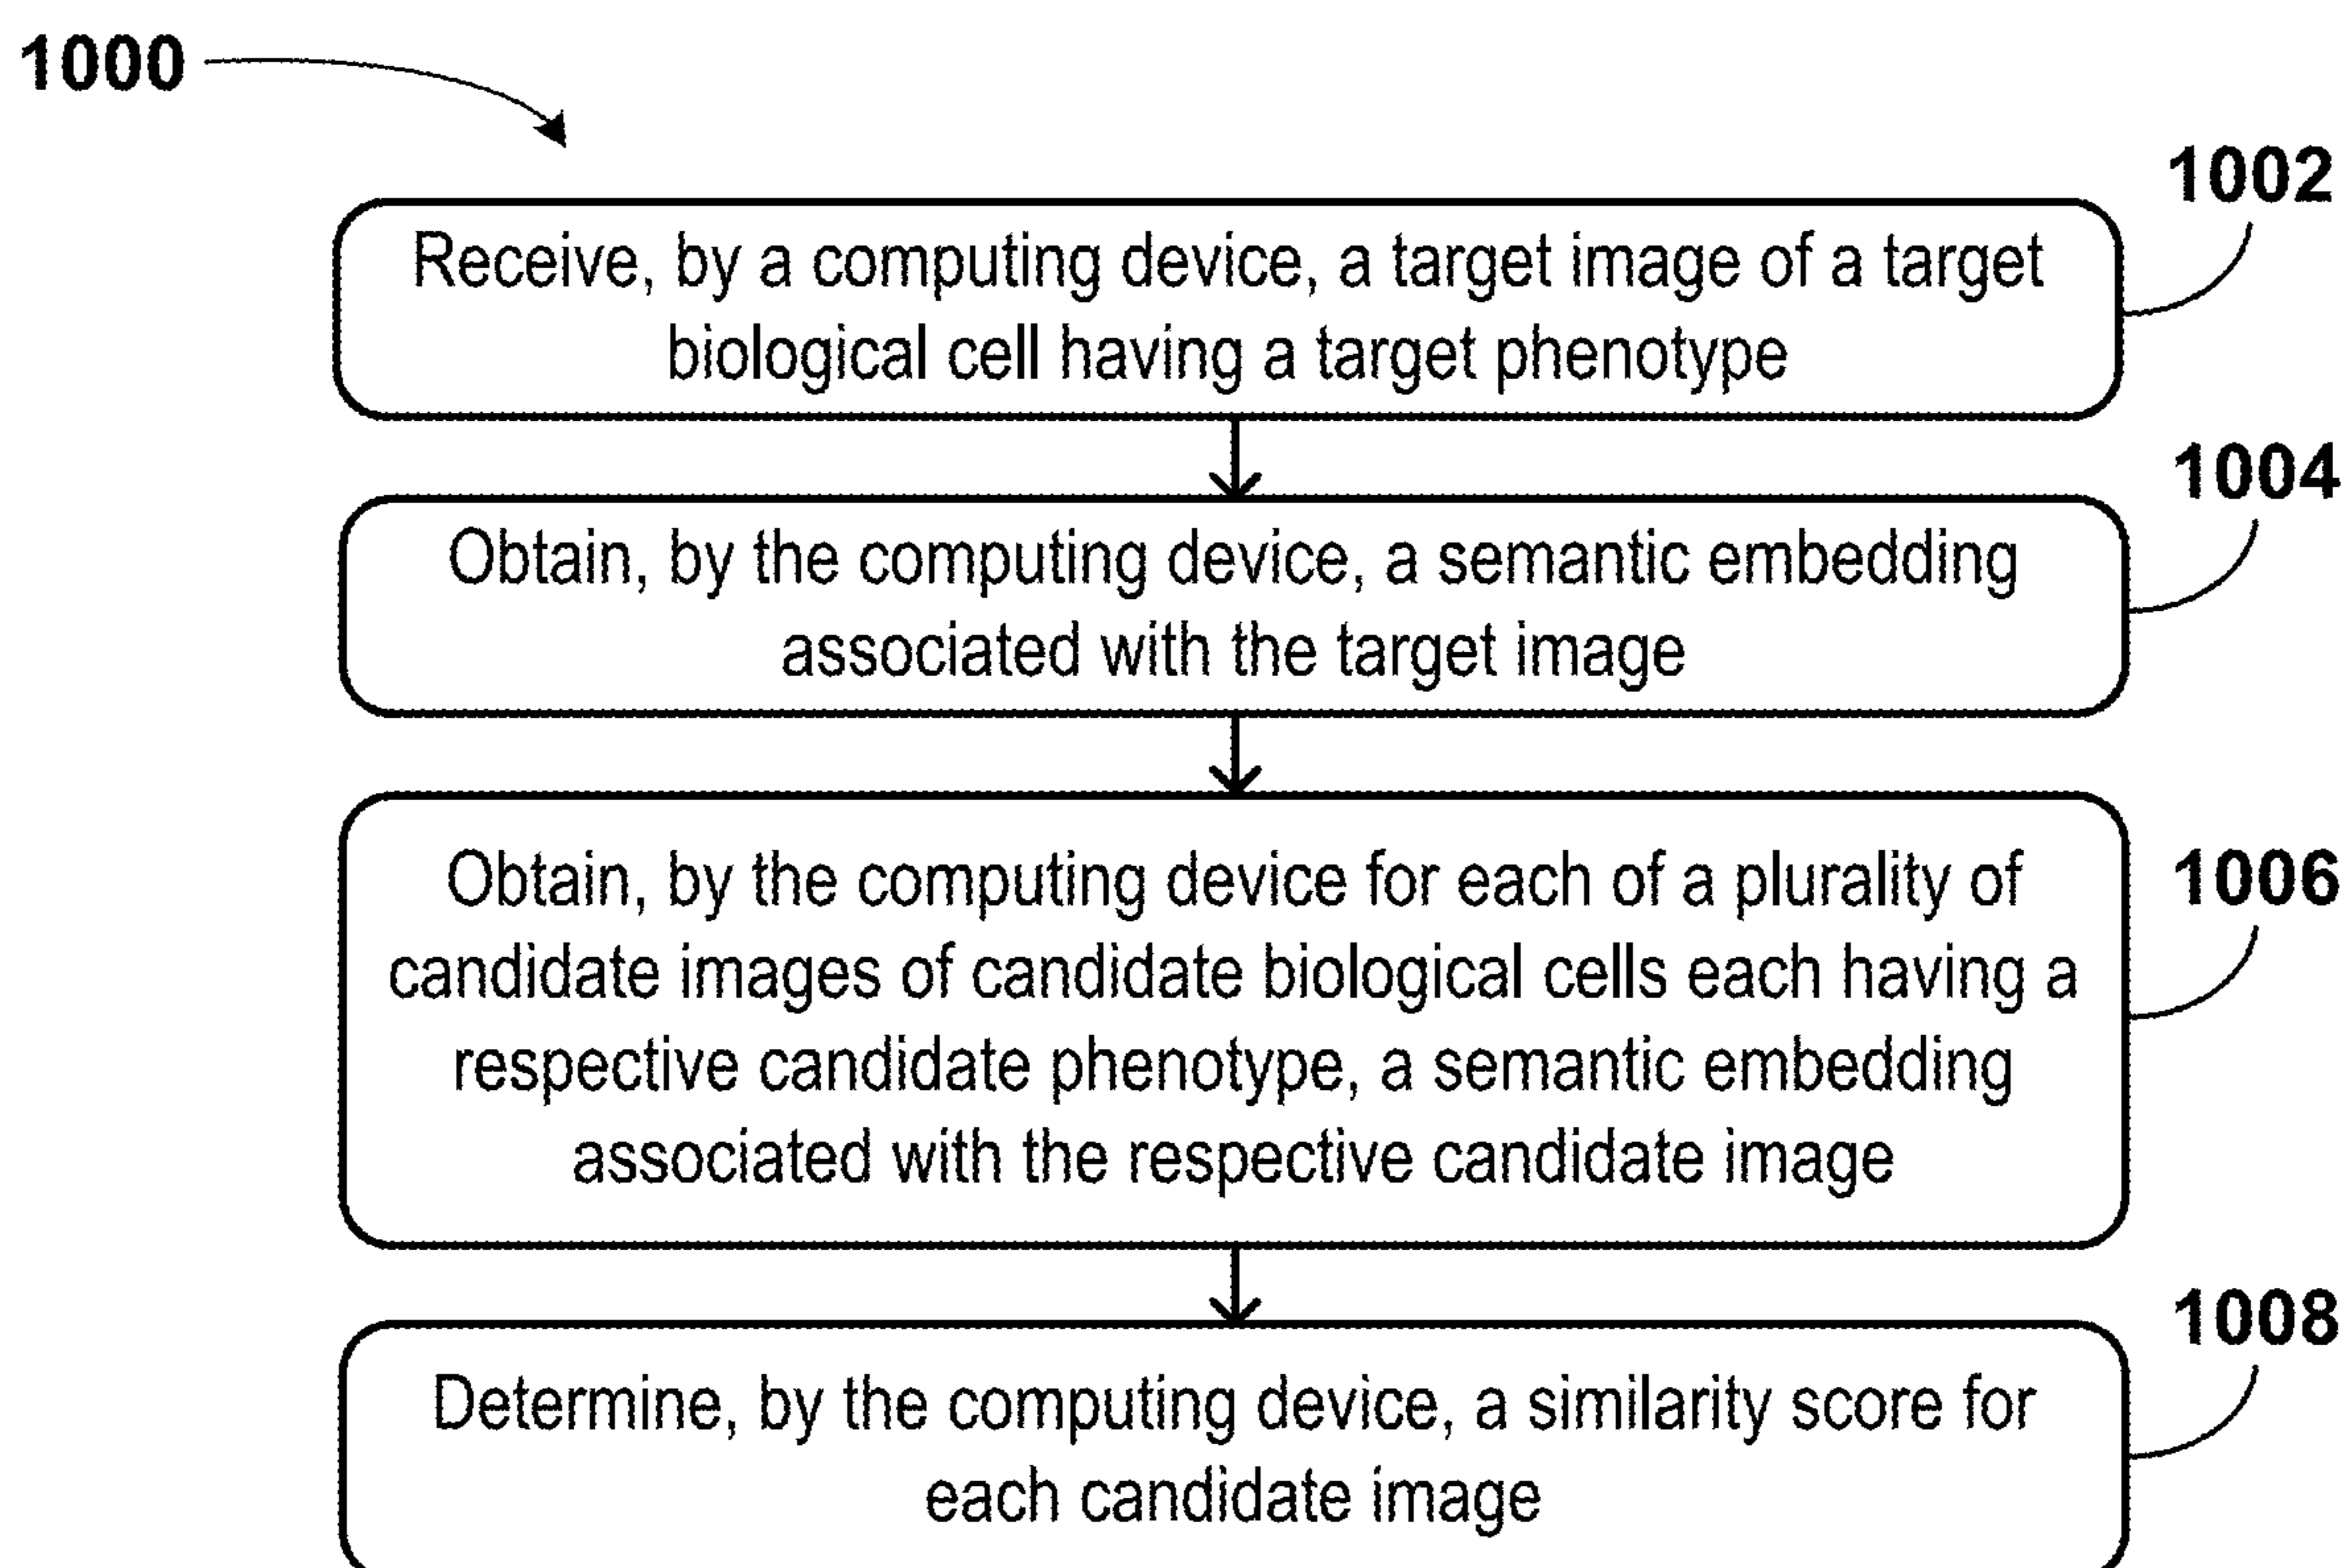 1000
1002
Receive, by a computing device, a target image of a target
biological cell having a target phenotype
1004
Obtain, by the computing device, a semantic embedding
associated with the target image
1006
Obtain, by the computing device for each of a plurality of
candidate images of candidate biological cells each having a
respective candidate phenotype, a semantic embedding
associated with the respective candidate image
1008
Determine, by the computing device, a similarity score for
each candidate image